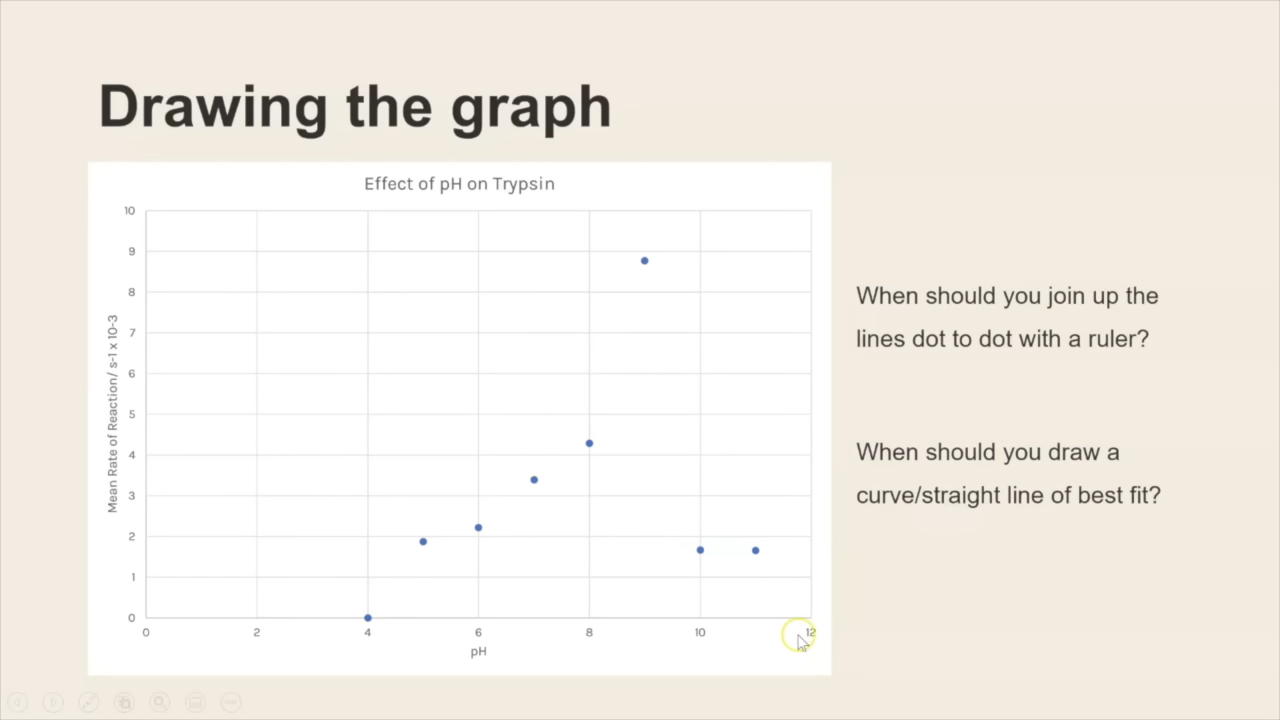 Drawing the graph
Effect of pH on Trypsin
10
9
8
7
6
5
4
3
2
1
0
Mean Rate of Reaction/ s-1 x 10-3
0 2 4 6 8 10 12
pH
When should you join up the
lines dot to dot with a ruler?
When should you draw a
curve/straight line of best fit?